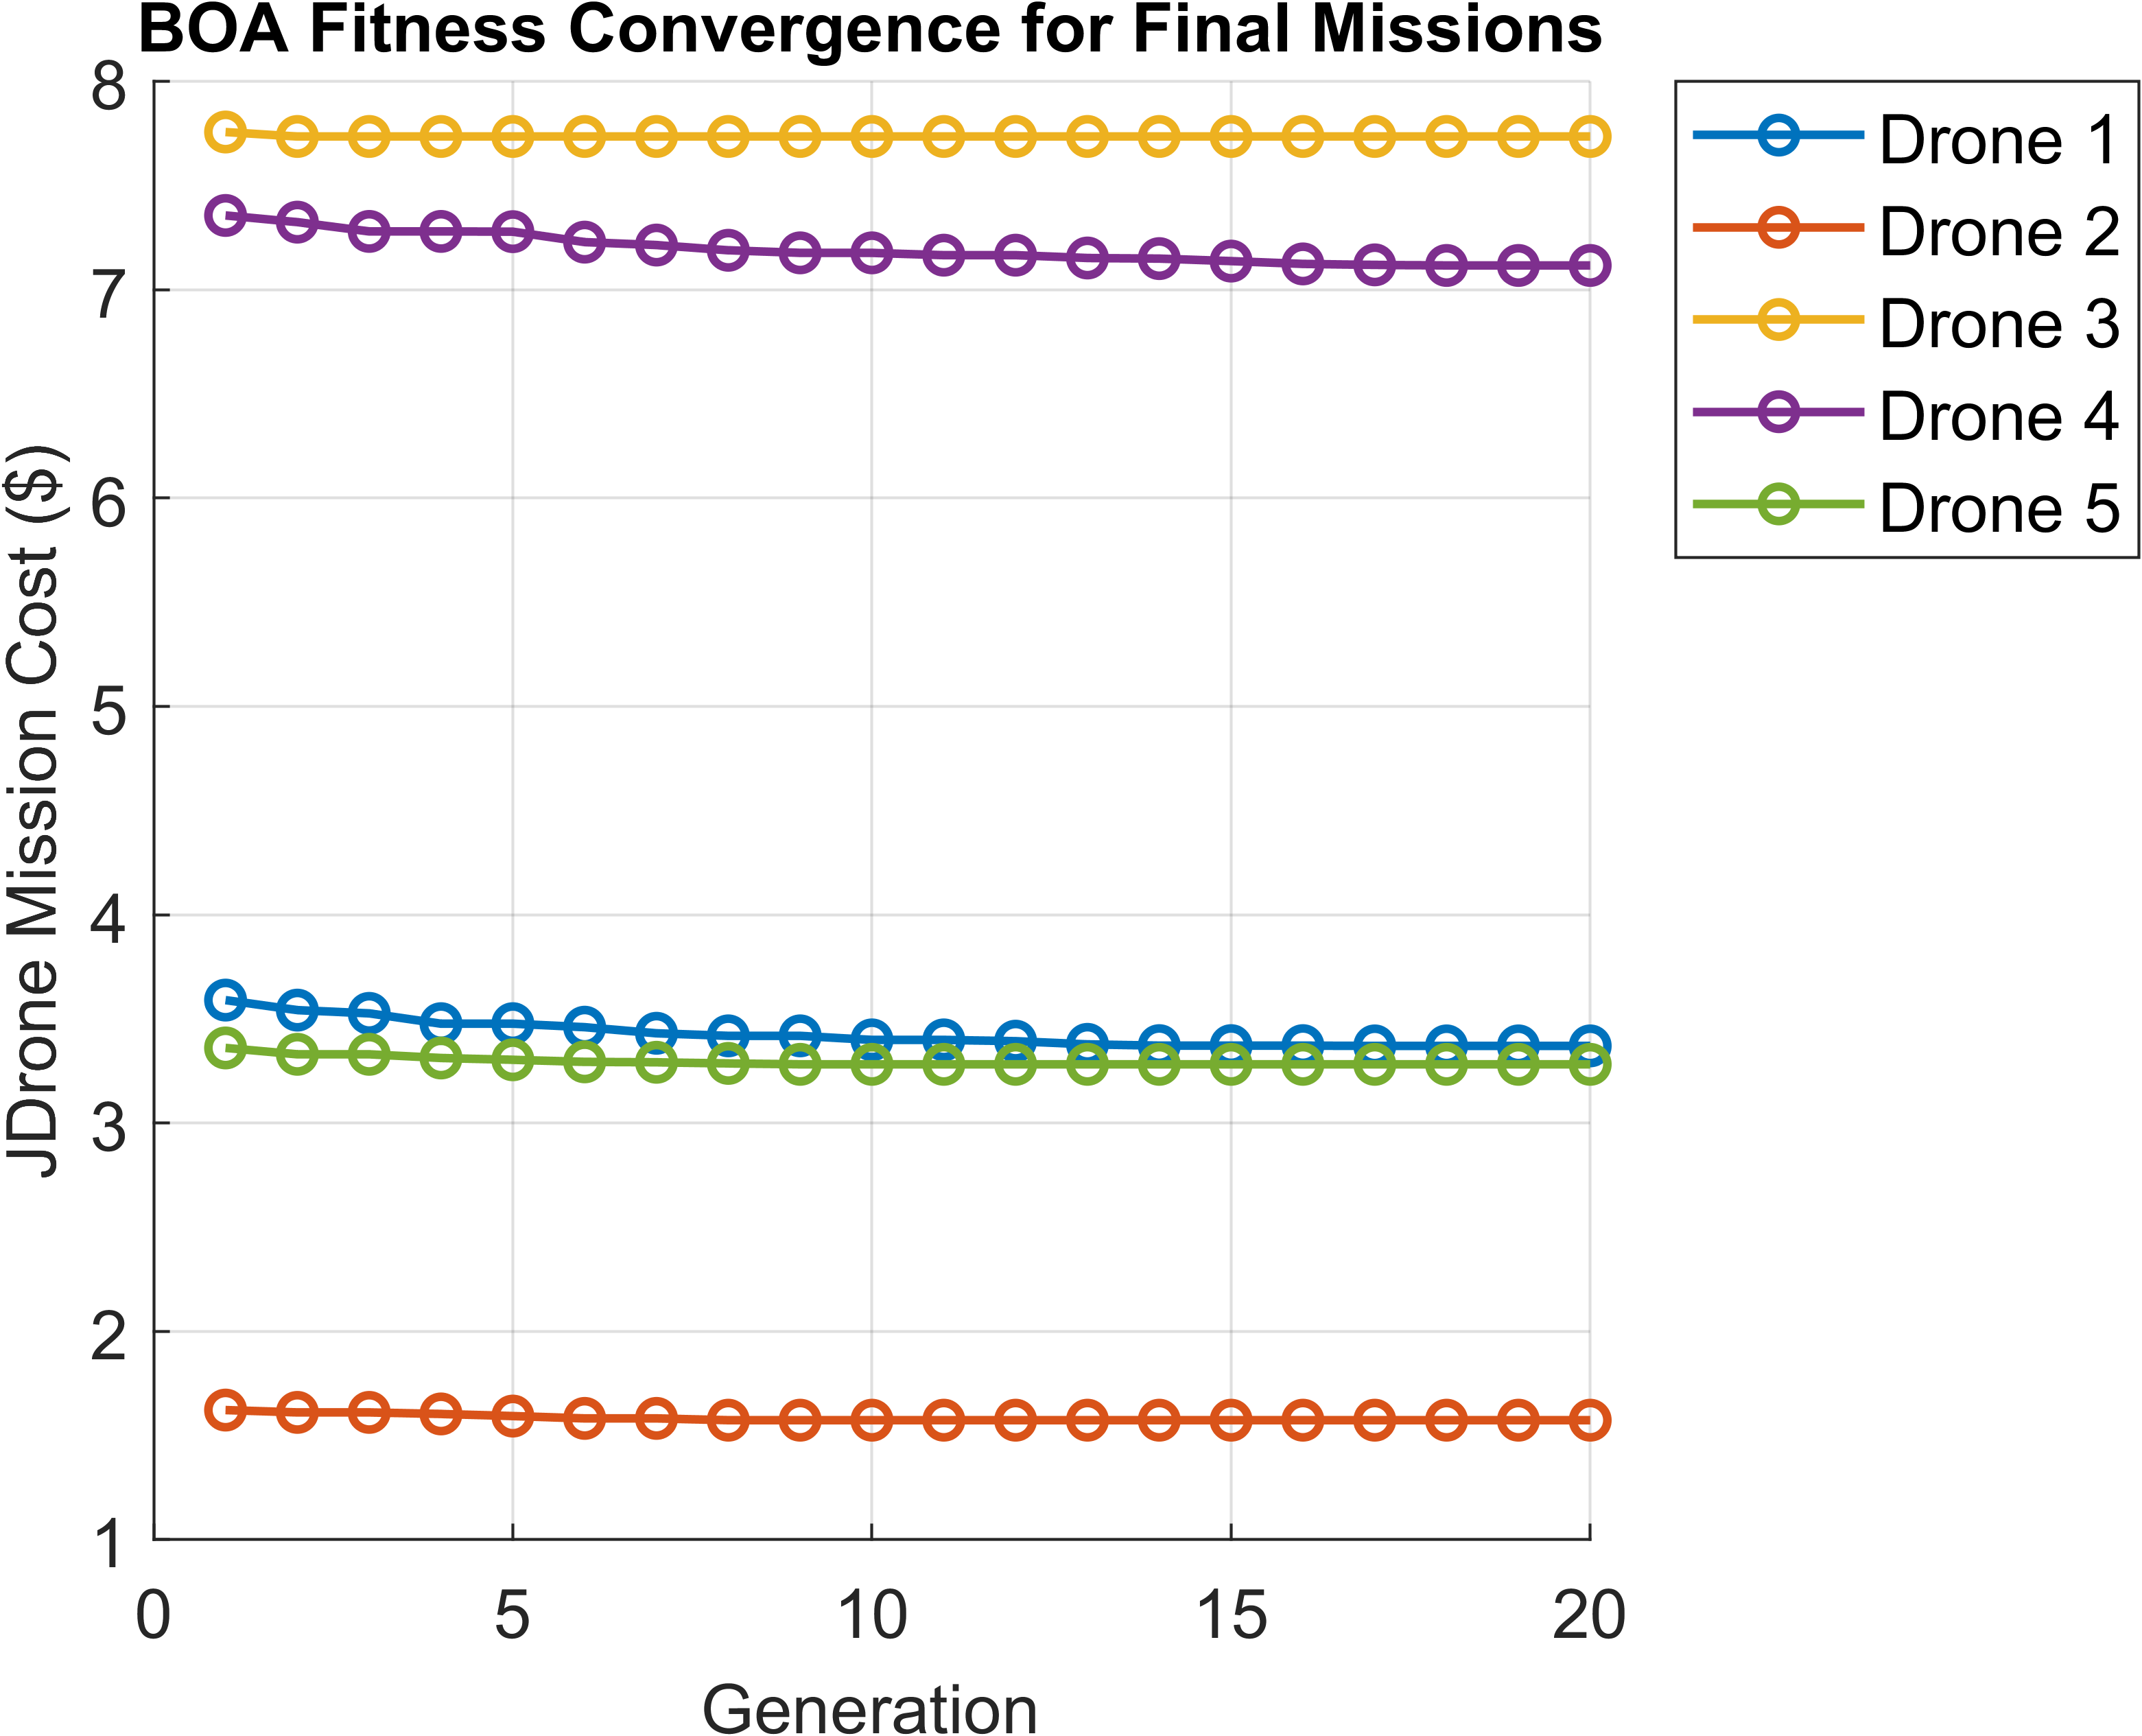 BOA Fitness Convergence for Final Missions
8
7
6
5
4
3
2
1
JDrone Mission Cost ($)
0 5 10 15 20
Generation
Drone 1
Drone 2
Drone 3
Drone 4
Drone 5